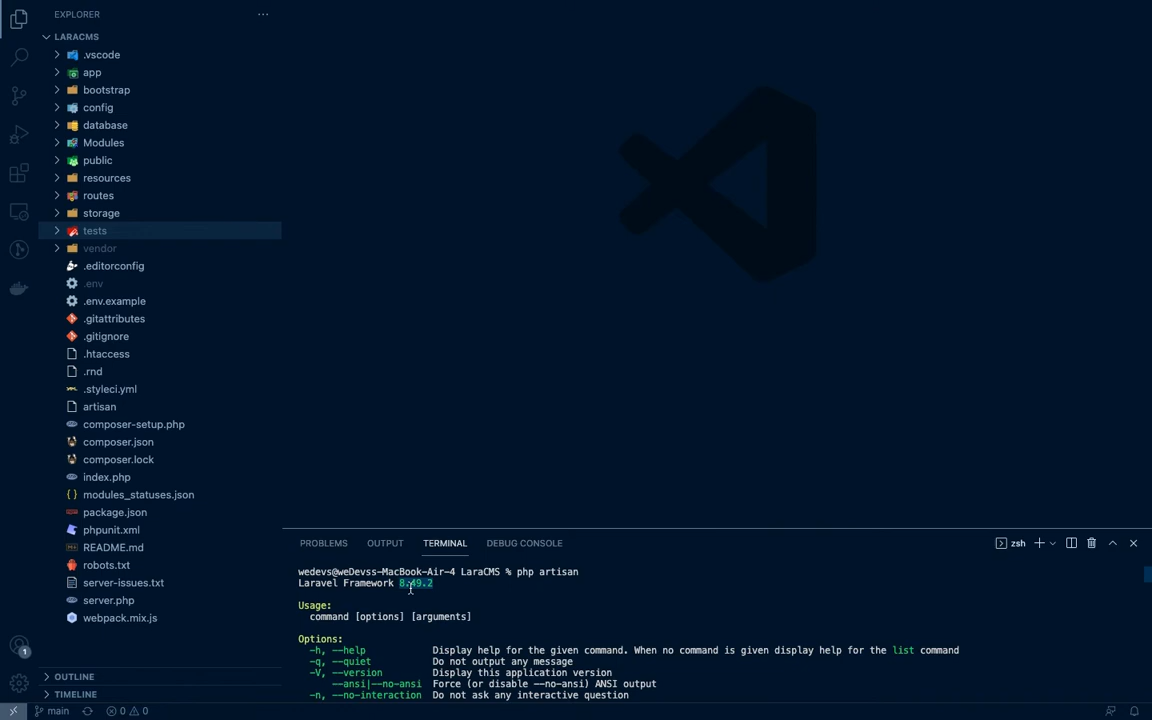 EXPLORER
LARACMS
.vscode
app
bootstrap
config
database
Modules
public
resources
routes
storage
tests
vendor
.editorconfig
.env
.env.example
.gitattributes
.gitignore
.htaccess
.rnd
.styleci.yml
artisan
composer-setup.php
composer.json
composer.lock
index.php
modules_statuses.json
package.json
phpunit.xml
README.md
robots.txt
server-issues.txt
server.php
webpack.mix.js
OUTLINE
TIMELINE
1
main
0 0
PROBLEMS OUTPUT TERMINAL DEBUG CONSOLE
zsh
wedevs@weDevss-MacBook-Air-4 LaraCMS % php artisan
Laravel Framework 8.49.2
Usage:
command [options] [arguments]
Options:
-h, --help Display help for the given command. When no command is given display help for the list command
-q, --quiet Do not output any message
-V, --version Display this application version
--ansi|--no-ansi Force (or disable --no-ansi) ANSI output
-n, --no-interaction Do not ask any interactive question